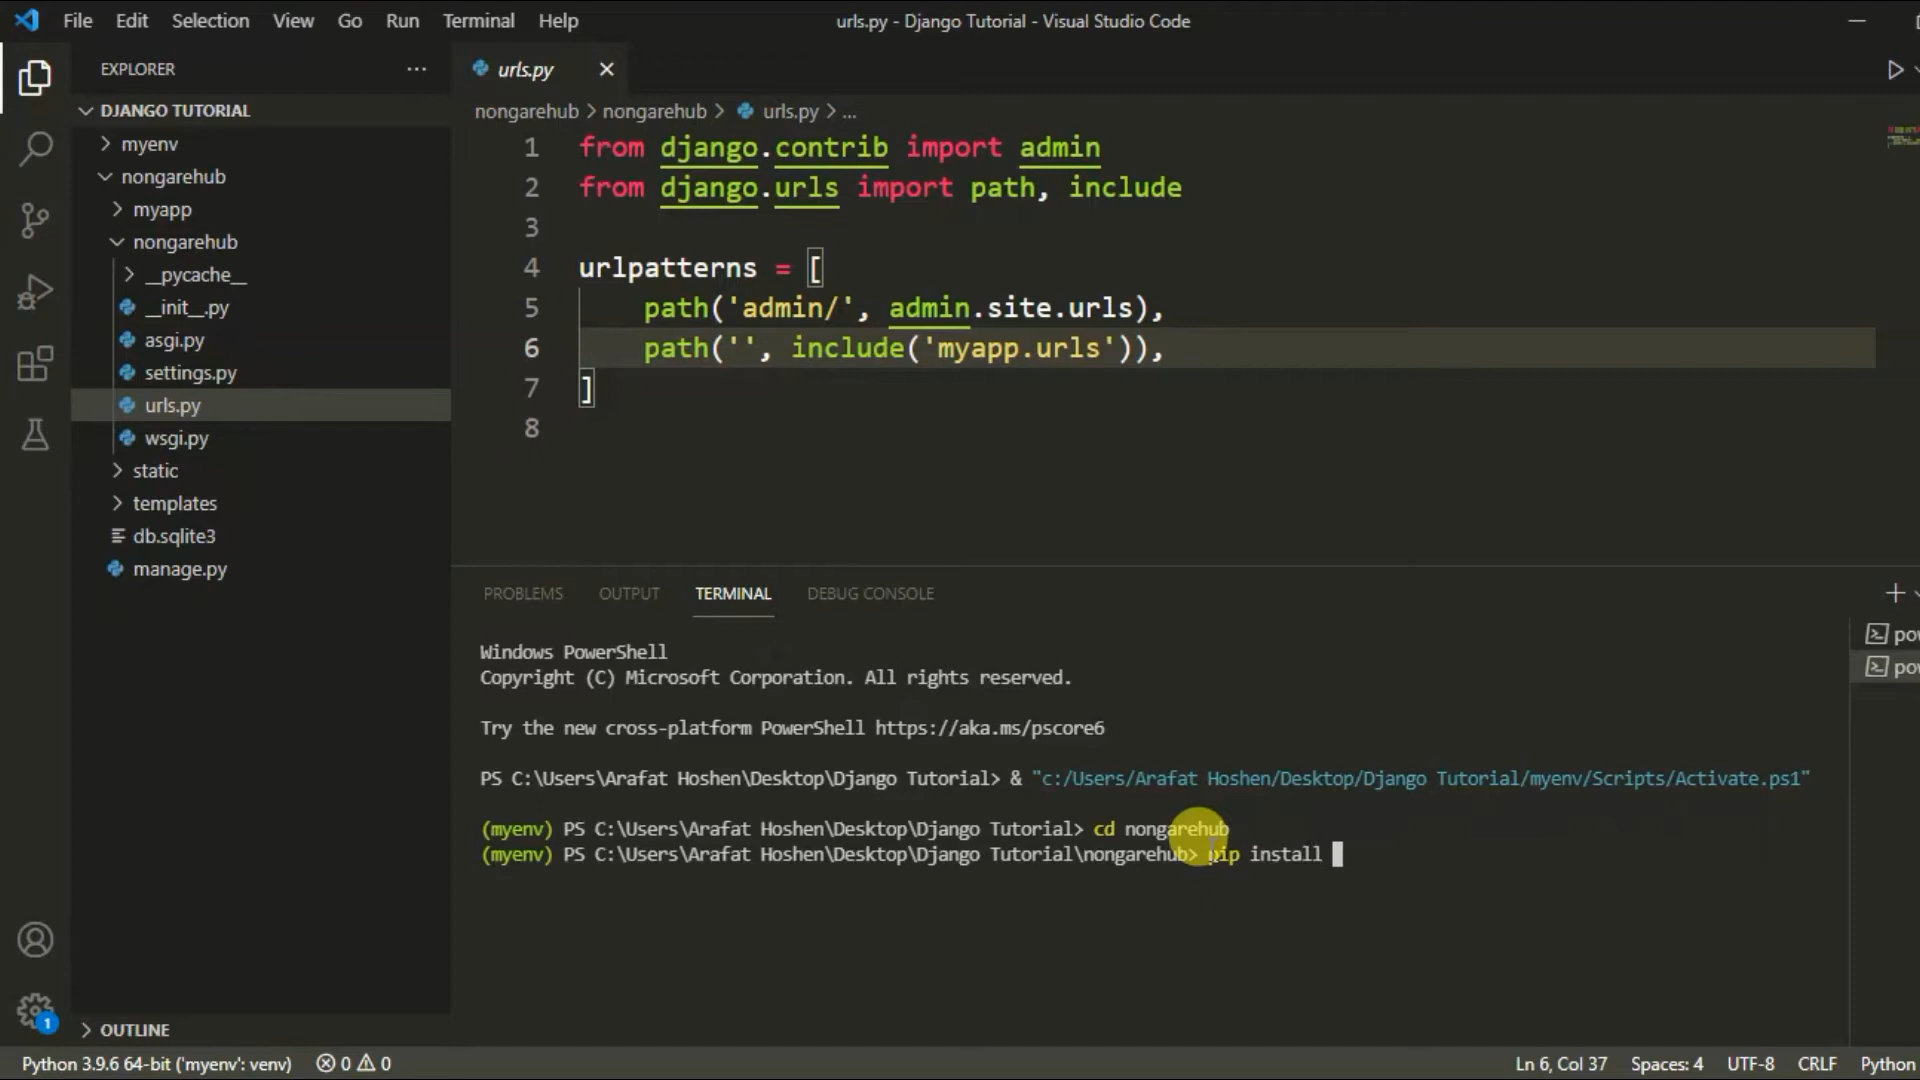 File Edit Selection View Go Run Terminal Help
urls.py - Django Tutorial - Visual Studio Code
EXPLORER
DJANGO TUTORIAL
myenv
nongarehub
myapp
nongarehub
__pycache__
__init__.py
asgi.py
settings.py
urls.py
wsgi.py
static
templates
db.sqlite3
manage.py
OUTLINE
urls.py
nongarehub > nongarehub > urls.py > ...
1 from django.contrib import admin
2 from django.urls import path, include
3
4 urlpatterns = [
5     path('admin/', admin.site.urls),
6     path('', include('myapp.urls')),
7 ]
8
PROBLEMS OUTPUT TERMINAL DEBUG CONSOLE
Windows PowerShell
Copyright (C) Microsoft Corporation. All rights reserved.
Try the new cross-platform PowerShell https://aka.ms/pscore6
PS C:\Users\Arafat Hoshen\Desktop\Django Tutorial> & "c:/Users/Arafat Hoshen/Desktop/Django Tutorial/myenv/Scripts/Activate.ps1"
(myenv) PS C:\Users\Arafat Hoshen\Desktop\Django Tutorial> cd nongarehub
(myenv) PS C:\Users\Arafat Hoshen\Desktop\Django Tutorial\nongarehub> pip install
pow
pow
1
Python 3.9.6 64-bit ('myenv': venv) 0 0 Ln 6, Col 37 Spaces: 4 UTF-8 CRLF Python